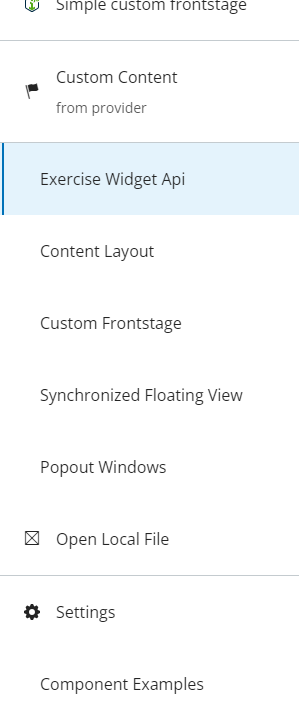 Simple custom frontstage
Custom Content
from provider
Exercise Widget Api
Content Layout
Custom Frontstage
Synchronized Floating View
Popout Windows
Open Local File
Settings
Component Examples